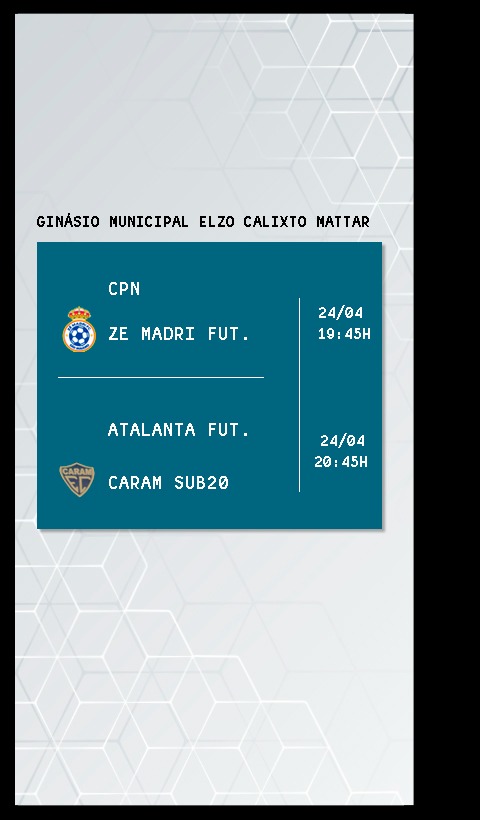 GINÁSIO MUNICIPAL ELZO CALIXTO MATTAR
CPN
ZE MADRI FUT.
24/04
19:45H
ATALANTA FUT.
CARAM SUB20
24/04
20:45H
CARAM
EC